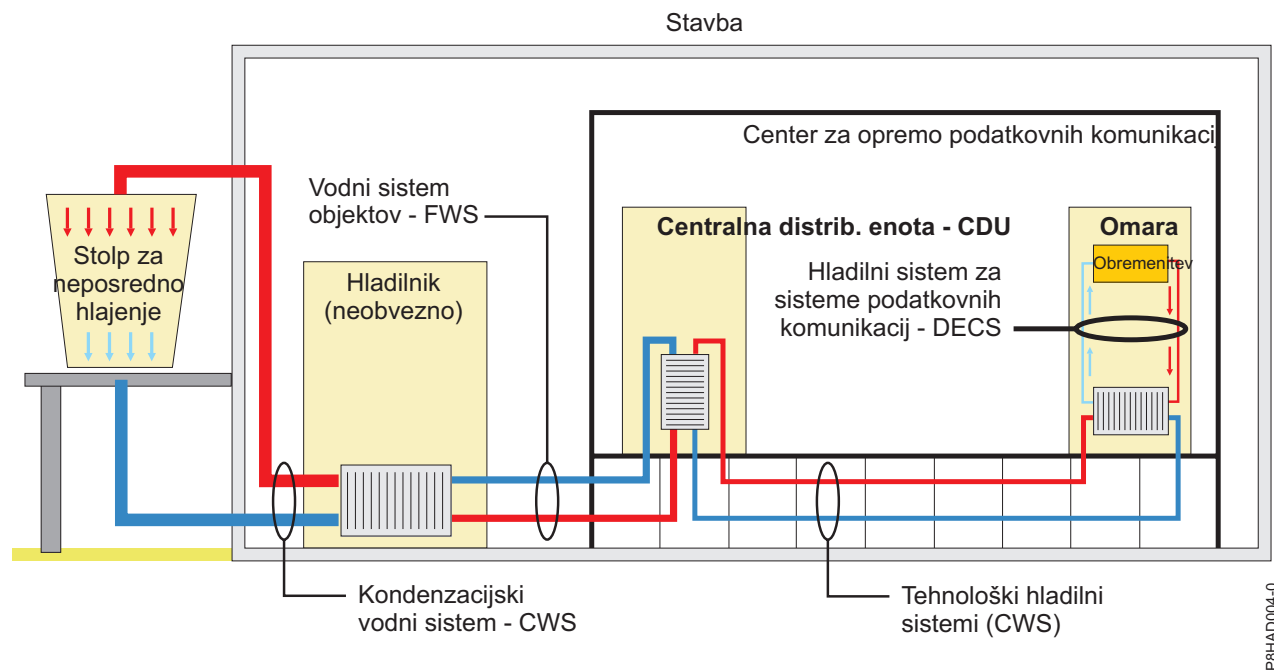 Stavba
Center za opremo podatkovnih komunikacij
Vodni sistem
objektov - FWS
Centralna distrib. enota - CDU
Omara
Stolp za
neposredno
hlajenje
Hladilnik
(neobvezno)
Hladilni sistem za
sisteme podatkovnih
komunikacij - DECS
Obremenitev
Kondenzacijski
vodni sistem - CWS
Tehnološki hladilni
sistemi (CWS)
P8HAD004-0